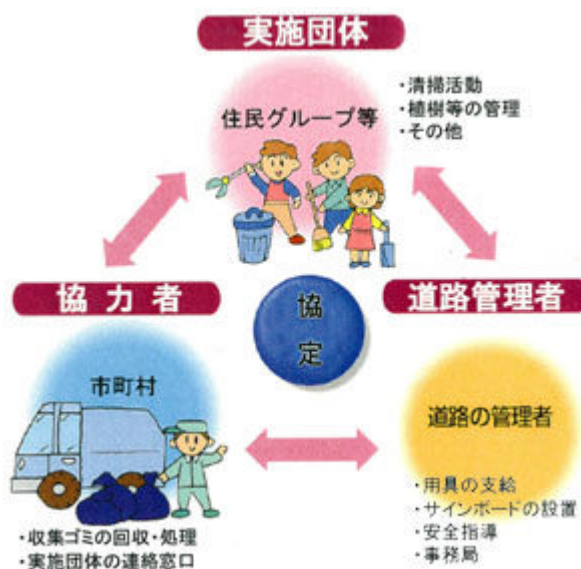 実施団体
住民グループ等
・清掃活動
・植樹等の管理
・その他
協力者
協定
道路管理者
市町村
道路の管理者
・収集ゴミの回収・処理
・実施団体の連絡窓口
・用具の支給
・サインボードの設置
・安全指導
・事務局